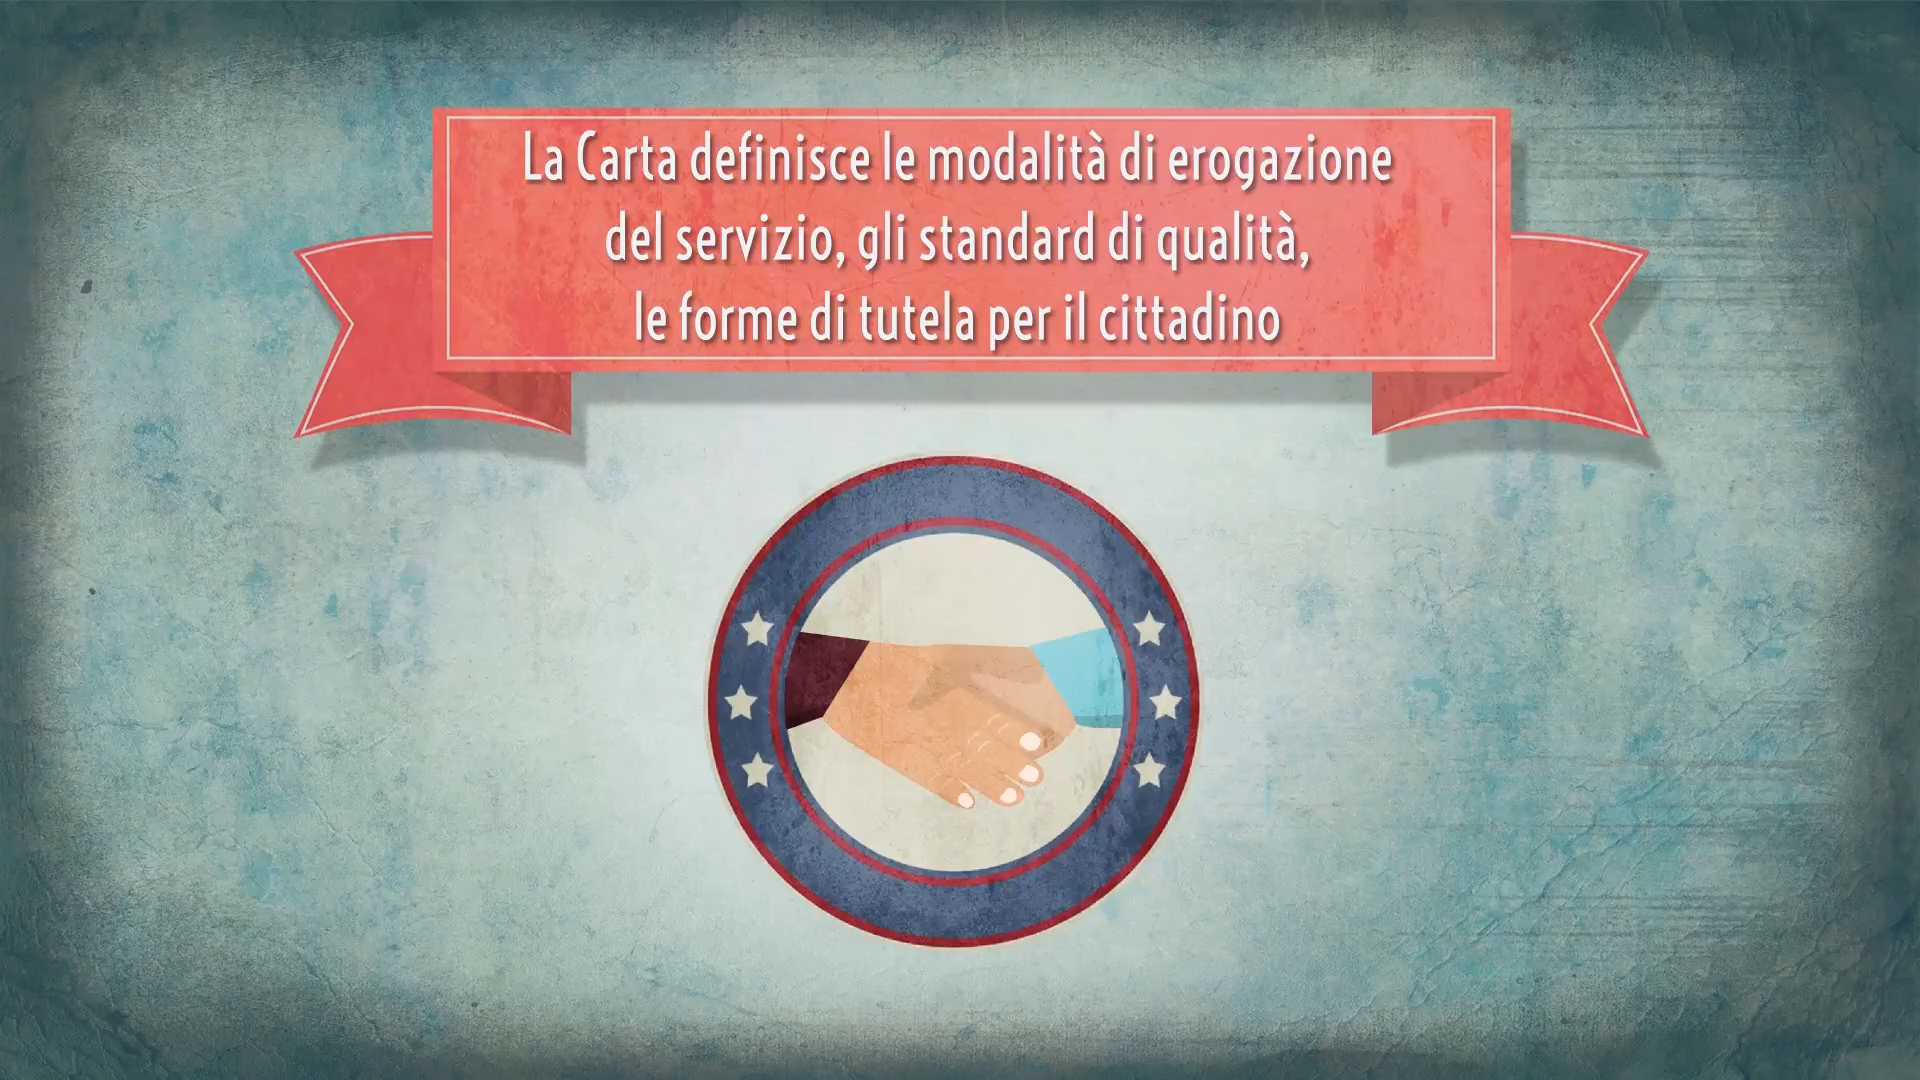 La Carta definisce le modalità di erogazione
del servizio, gli standard di qualità,
le forme di tutela per il cittadino